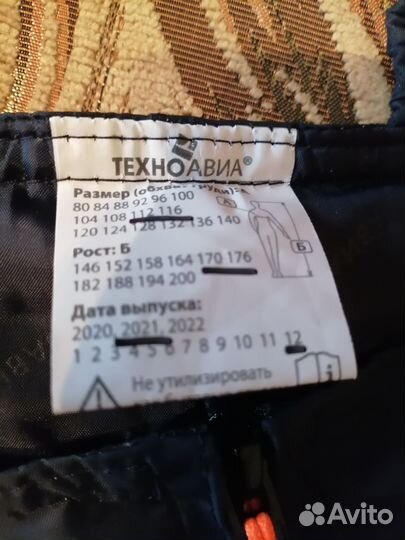 ТЕХНОАВИА®
Размер (обхват груди): А
80 84 88 92 96 100
104 108 112 116
120 124 128 132 136 140
А
Рост: Б
Б
146 152 158 164 170 176
182 188 194 200
Дата выпуска:
2020, 2021, 2022
1 2 3 4 5 6 7 8 9 10 11 12
Не утилизировать
Avito